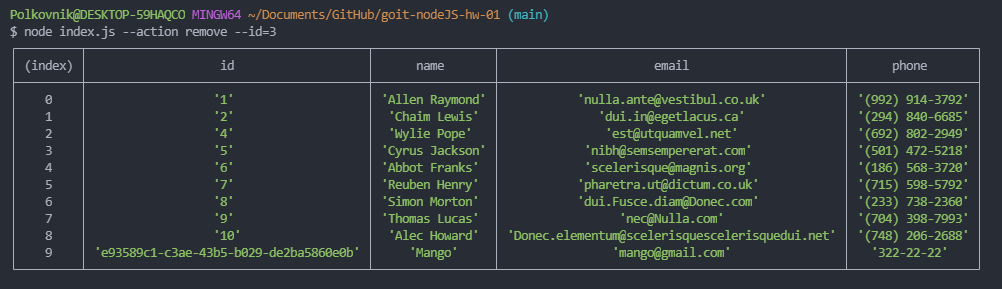 Polkovnik@DESKTOP-59HAQCO MINGW64 ~/Documents/GitHub/goit-nodeJS-hw-01 (main)
$ node index.js --action remove --id=3
(index) id name email phone
0 '1' 'Allen Raymond' 'nulla.ante@vestibul.co.uk' '(992) 914-3792'
1 '2' 'Chaim Lewis' 'dui.in@egetlacus.ca' '(294) 840-6685'
2 '4' 'Wylie Pope' 'est@utquamvel.net' '(692) 802-2949'
3 '5' 'Cyrus Jackson' 'nibh@semsempererat.com' '(501) 472-5218'
4 '6' 'Abbot Franks' 'scelerisque@magnis.org' '(186) 568-3720'
5 '7' 'Reuben Henry' 'pharetra.ut@dictum.co.uk' '(715) 598-5792'
6 '8' 'Simon Morton' 'dui.Fusce.diam@Donec.com' '(233) 738-2360'
7 '9' 'Thomas Lucas' 'nec@Nulla.com' '(704) 398-7993'
8 '10' 'Alec Howard' 'Donec.elementum@scelerisquescelerisquedui.net' '(748) 206-2688'
9 'e93589c1-c3ae-43b5-b029-de2ba5860e0b' 'Mango' 'mango@gmail.com' '322-22-22'